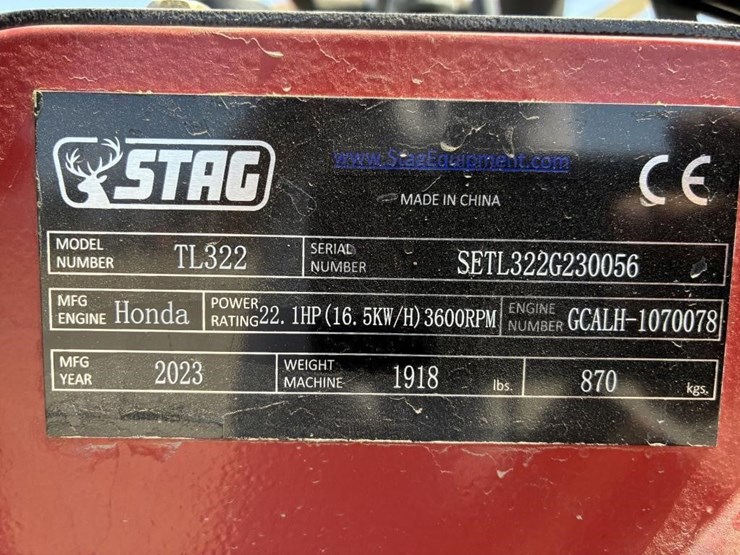 STAG
www.StagEquipment.com
CE
MADE IN CHINA
MODEL NUMBER TL322 SERIAL NUMBER SETL322G230056
MFG ENGINE Honda POWER RATING 22.1HP(16.5KW/H)3600RPM ENGINE NUMBER GCALH-1070078
MFG YEAR 2023 WEIGHT MACHINE 1918 lbs. 870 kgs.